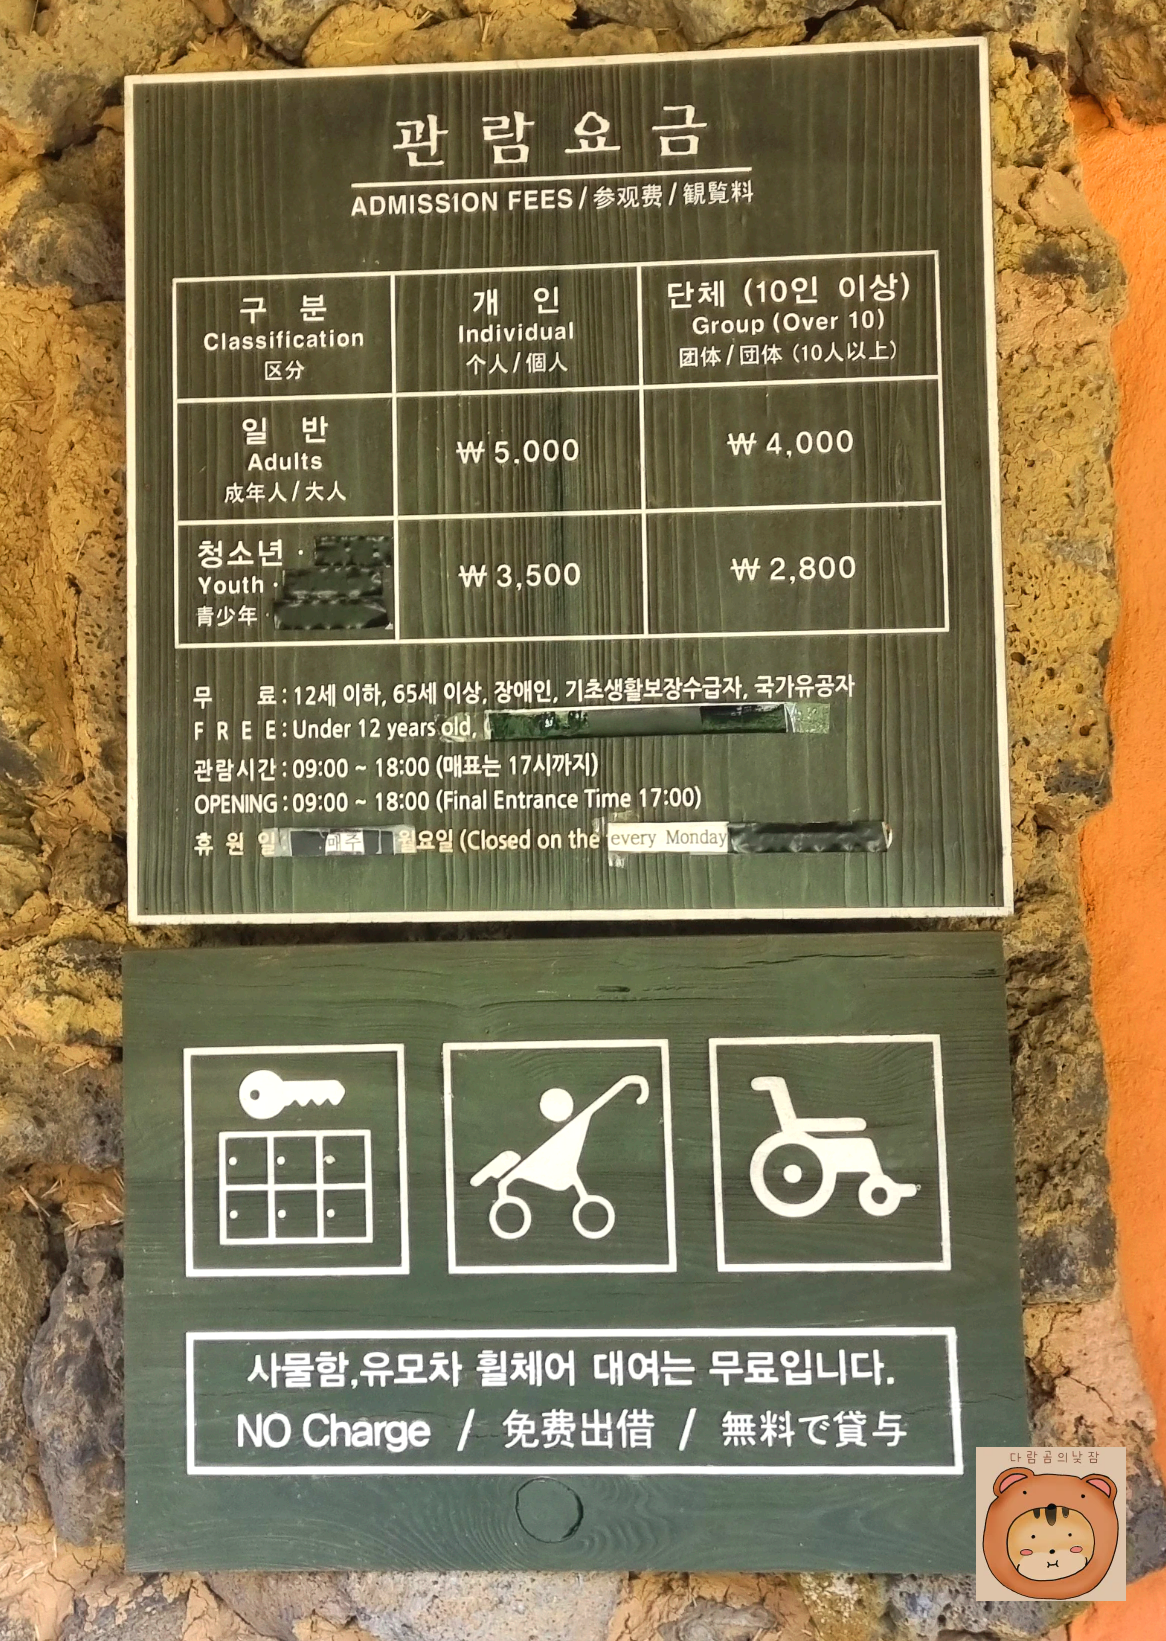 관 람 요 금
ADMISSION FEES / 参观费 / 観覧料
구 분
Classification
区分
개 인
Individual
个人 / 個人
단체 (10인 이상)
Group (Over 10)
团体 / 団体 (10人以上)
일 반
Adults
成年人 / 大人
₩ 5.000
₩ 4,000
청소년 ·
Youth ·
青少年 ·
₩ 3,500
₩ 2,800
무 료 : 12세 이하, 65세 이상, 장애인, 기초생활보장수급자, 국가유공자
F R E E : Under 12 years old,
관람시간 : 09:00 ~ 18:00 (매표는 17시까지)
OPENING : 09:00 ~ 18:00 (Final Entrance Time 17:00)
휴 원 일 매주 월요일 (Closed on the every Monday
사물함,유모차 휠체어 대여는 무료입니다.
NO Charge / 免费出借 / 無料で貸与
다람곰의낮잠